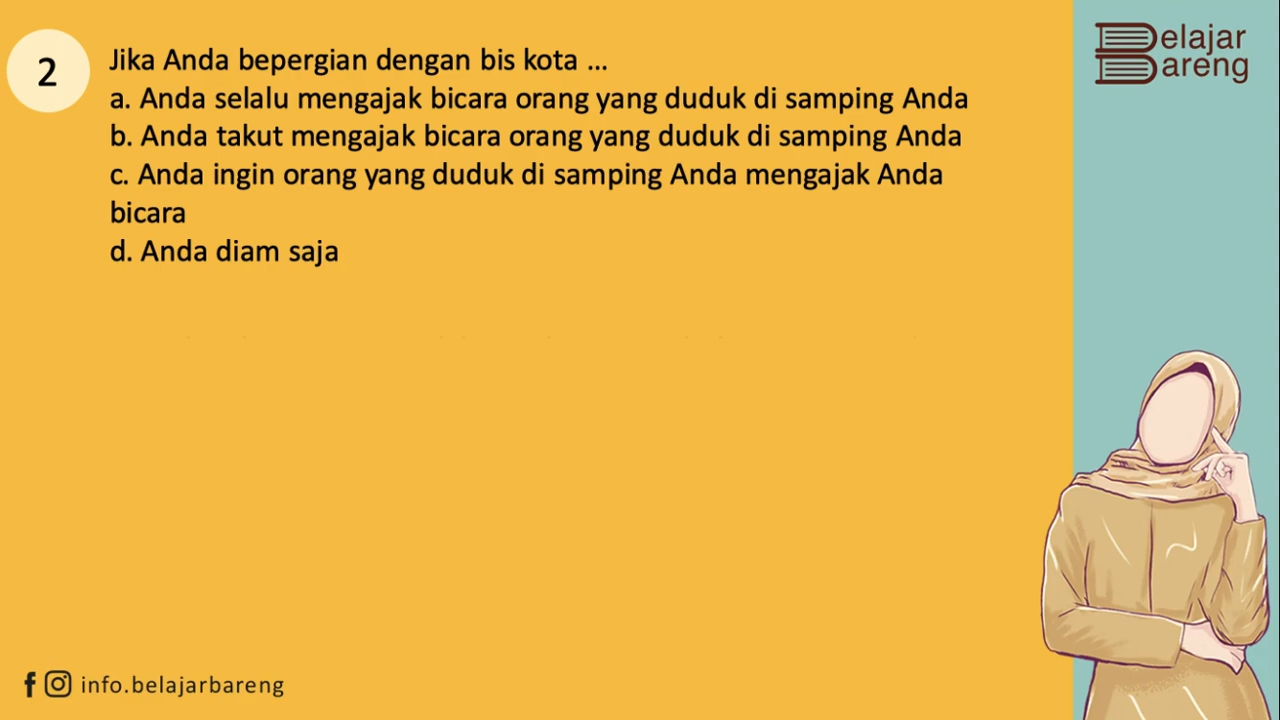 2
Jika Anda bepergian dengan bis kota ...
a. Anda selalu mengajak bicara orang yang duduk di samping Anda
b. Anda takut mengajak bicara orang yang duduk di samping Anda
c. Anda ingin orang yang duduk di samping Anda mengajak Anda
bicara
d. Anda diam saja
Belajar
Bareng
info.belajarbareng